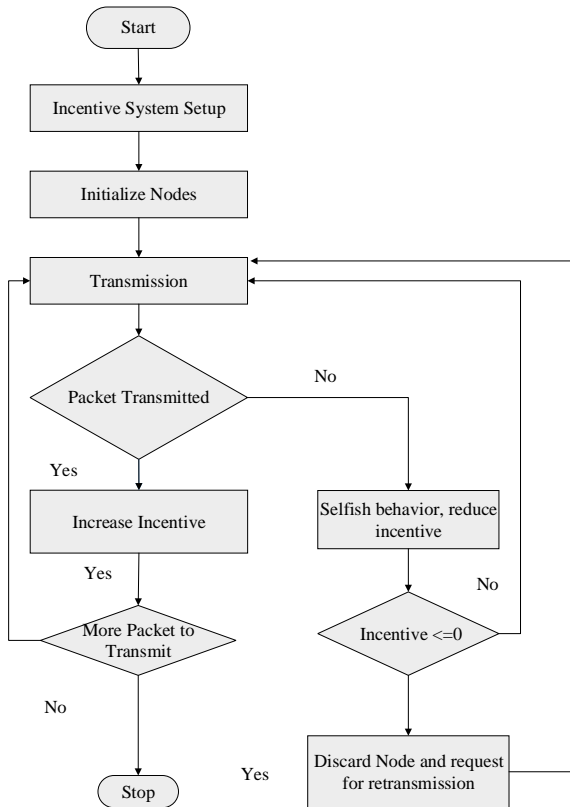 Start
Incentive System Setup
Initialize Nodes
Transmission
Packet Transmitted
No
Yes
Increase Incentive
Selfish behavior, reduce
incentive
Yes
No
More Packet to
Transmit
Incentive <=0
No
Yes
Discard Node and request
for retransmission
Stop